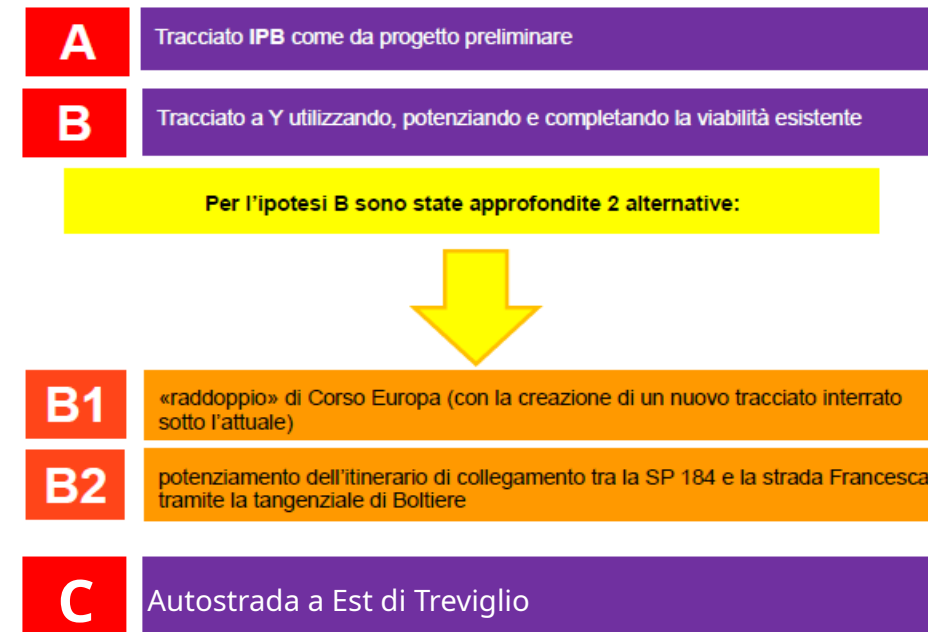 A
Tracciato IPB come da progetto preliminare
B
Tracciato a Y utilizzando, potenziando e completando la viabilità esistente
Per l'ipotesi B sono state approfondite 2 alternative:
B1
«raddoppio» di Corso Europa (con la creazione di un nuovo tracciato interrato
sotto l'attuale)
B2
potenziamento dell'itinerario di collegamento tra la SP 184 e la strada Francesca
tramite la tangenziale di Boltiere
C
Autostrada a Est di Treviglio